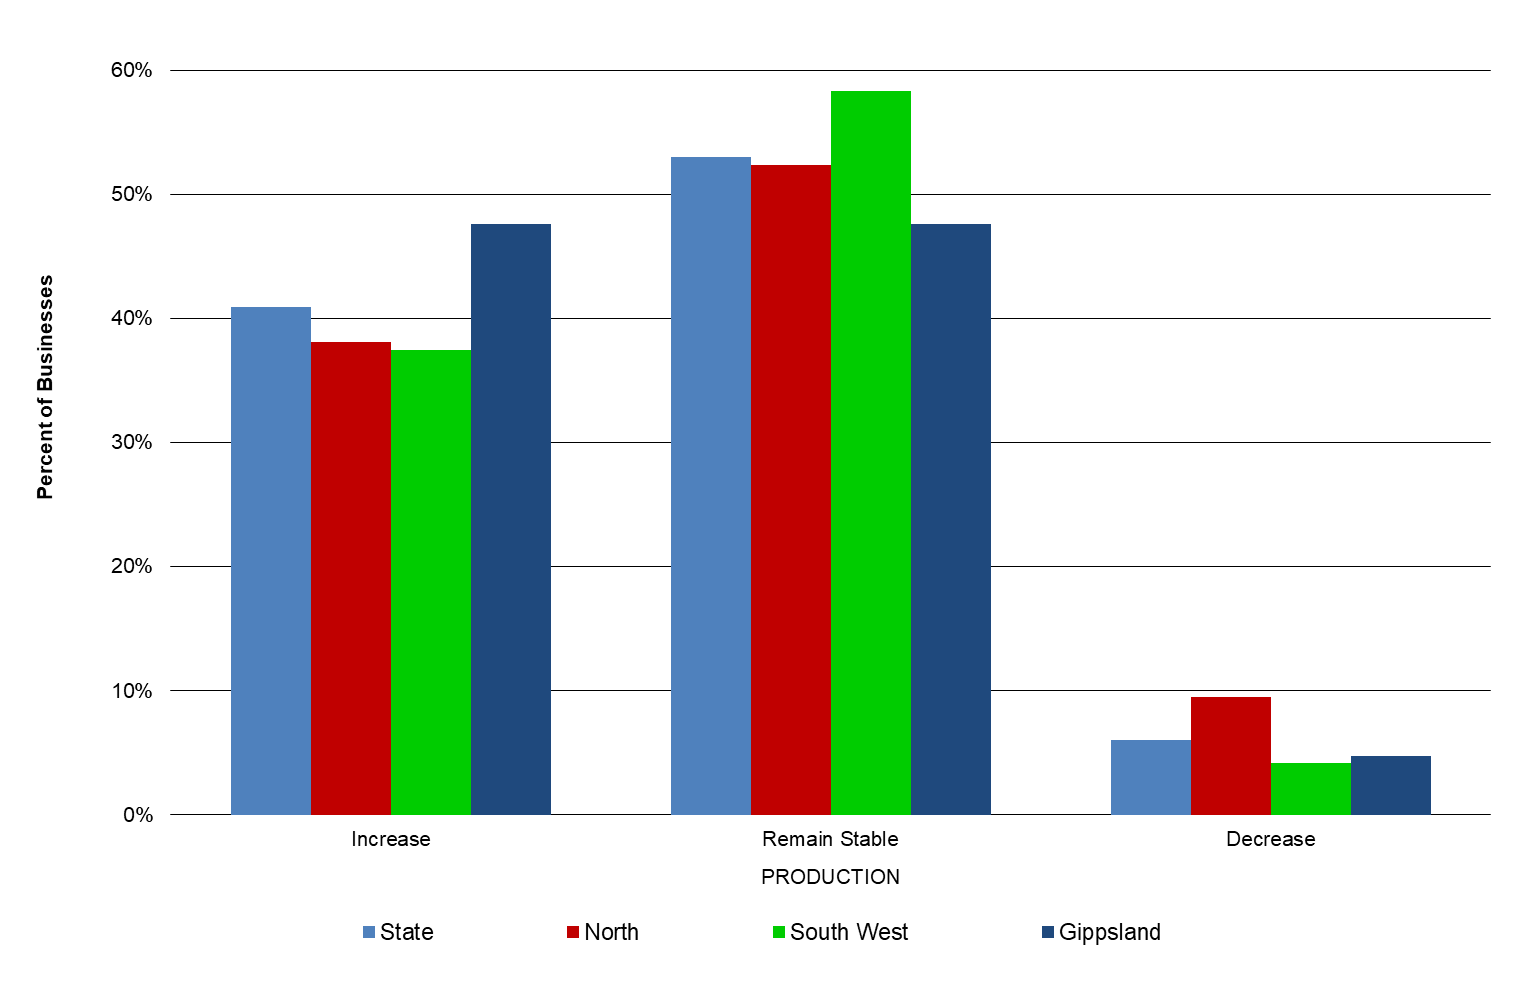 60%
50%
40%
30%
20%
10%
0%
Percent of Businesses
Increase
Remain Stable
Decrease
PRODUCTION
State
North
South West
Gippsland